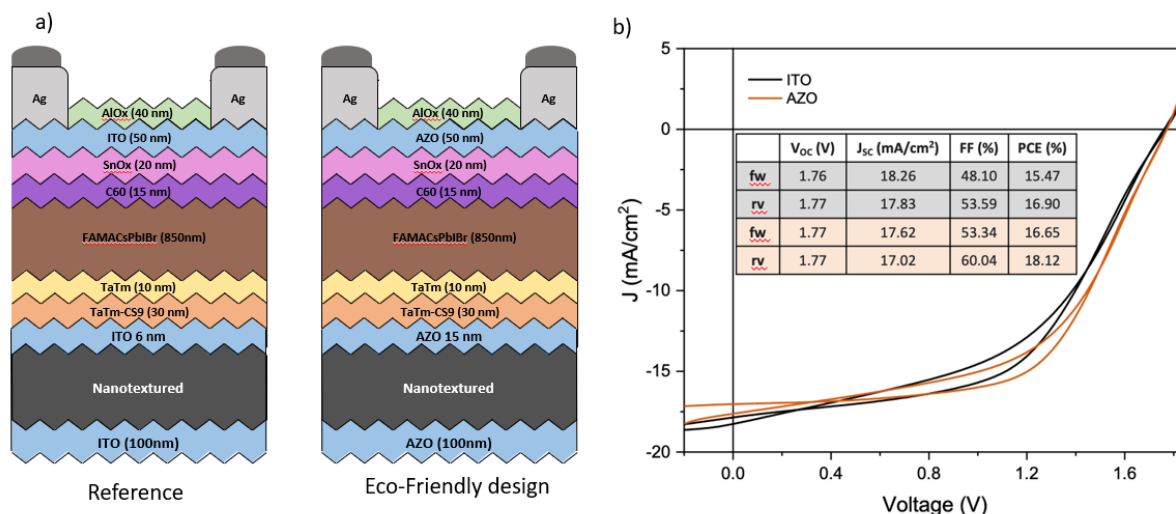 a)
Ag
Ag
AlOx (40 nm)
ITO (50 nm)
SnOx (20 nm)
C60 (15 nm)
FAMACsPbIBr (850nm)
TaTm (10 nm)
TaTm-CS9 (30 nm)
ITO 6 nm
Nanotextured
ITO (100nm)
Reference
Ag
Ag
AlOx (40 nm)
AZO (50 nm)
SnOx (20 nm)
C60 (15 nm)
FAMACsPbIBr (850nm)
TaTm (10 nm)
TaTm-CS9 (30 nm)
AZO 15 nm
Nanotextured
AZO (100nm)
Eco-Friendly design
b)
J (mA/cm²)
5
0
-5
-10
-15
-20
ITO
AZO
VOC (V) JSC (mA/cm²) FF (%) PCE (%)
fw 1.76 18.26 48.10 15.47
rv 1.77 17.83 53.59 16.90
fw 1.77 17.62 53.34 16.65
rv 1.77 17.02 60.04 18.12
0.0 0.4 0.8 1.2 1.6
Voltage (V)